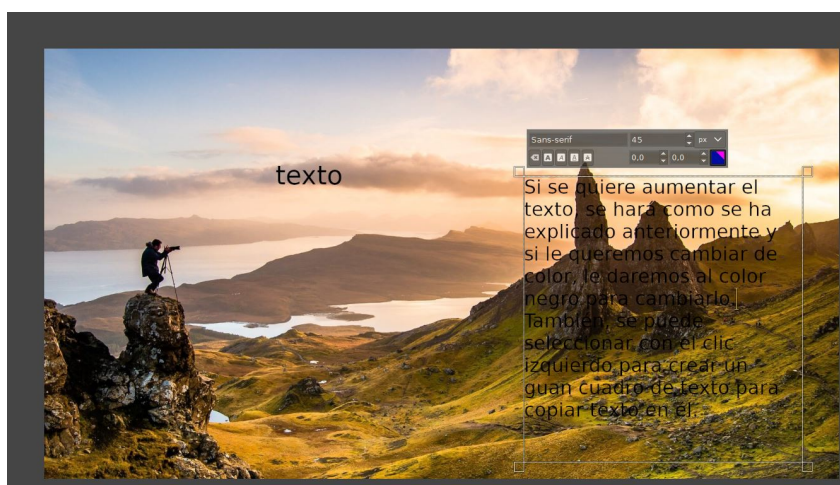 Sans-serif 45 px
0,0 0,0
texto
Si se quiere aumentar el
texto, se hará como se ha
explicado anteriormente y
si le queremos cambiar de
color, le daremos al color
negro para cambiarlo.
También, se puede
seleccionar con el clic
izquierdo para crear un
guan cuadro de texto para
copiar texto en él.